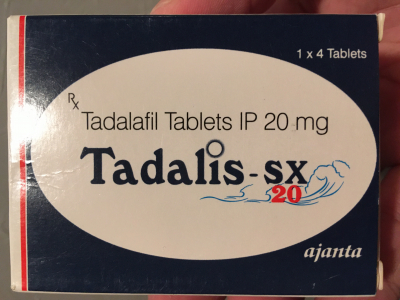 1 x 4 Tablets
Rx
Tadalafil Tablets IP 20 mg
Tadalis-sx
20
ajanta